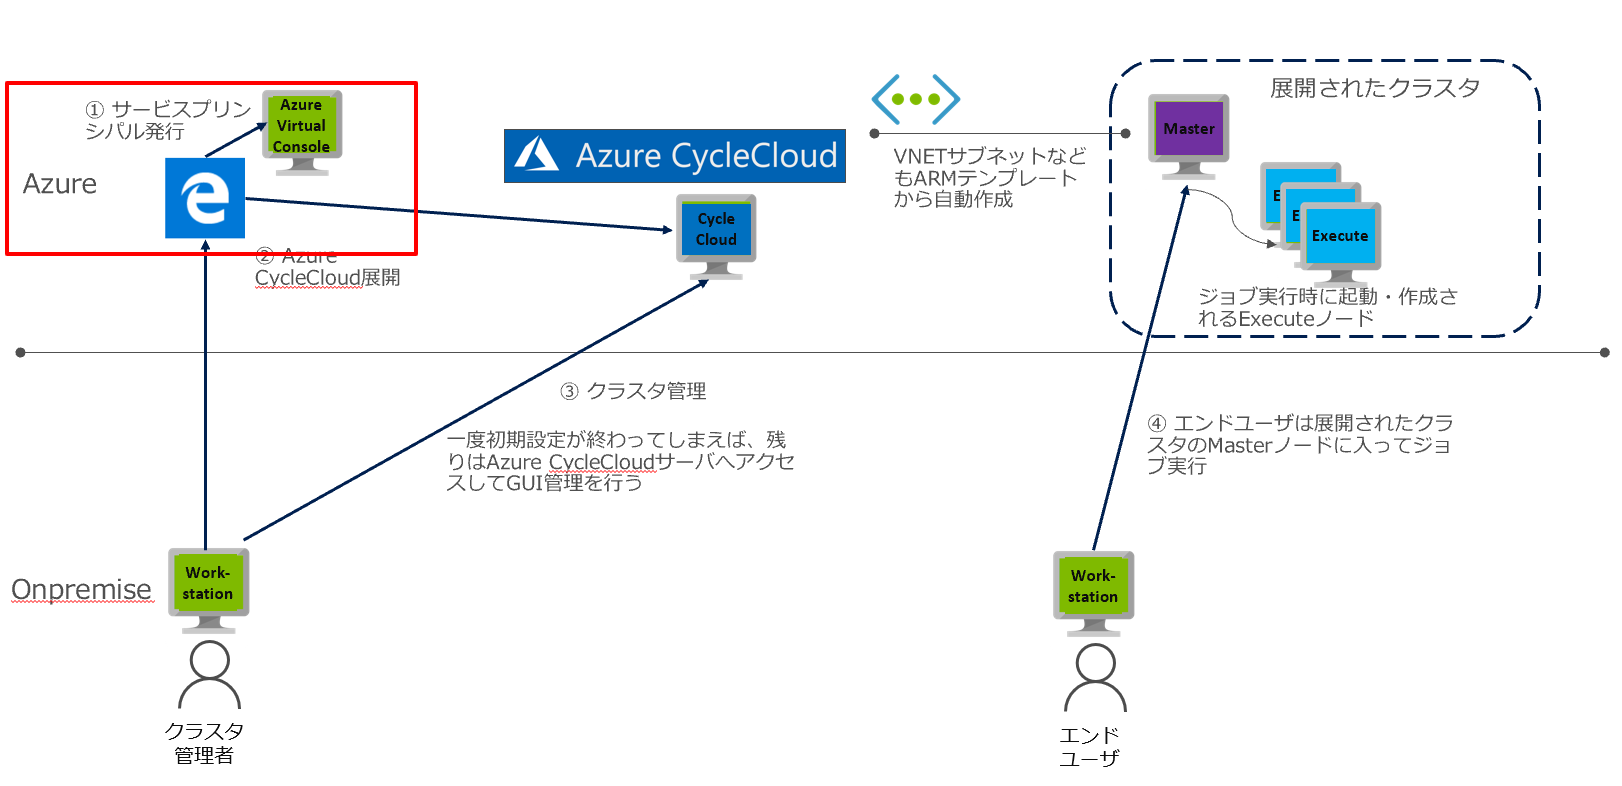 ① サービスプリン
シパル発行
Azure
Virtual
Console
Azure
② Azure
CycleCloud展開
Azure CycleCloud
Cycle
Cloud
VNETサブネットなど
もARMテンプレート
から自動作成
展開されたクラスタ
Master
E
E
Execute
ジョブ実行時に起動・作成さ
れるExecuteノード
③ クラスタ管理
一度初期設定が終わってしまえば、残
りはAzure CycleCloudサーバへアクセ
スしてGUI管理を行う
④ エンドユーザは展開されたクラ
スタのMasterノードに入ってジョ
ブ実行
Onpremise
Work-
station
クラスタ
管理者
Work-
station
エンド
ユーザ